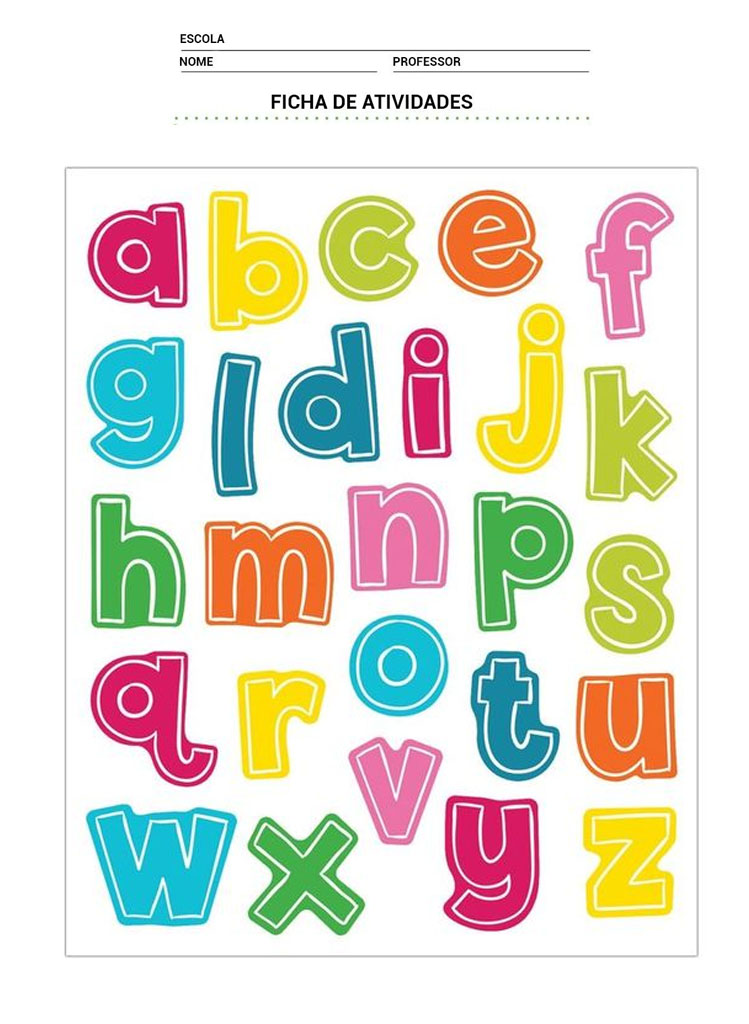 ESCOLA
NOME PROFESSOR
FICHA DE ATIVIDADES
a b c e f
g l d i j k
h m n p s
q r o t u
w x v y z